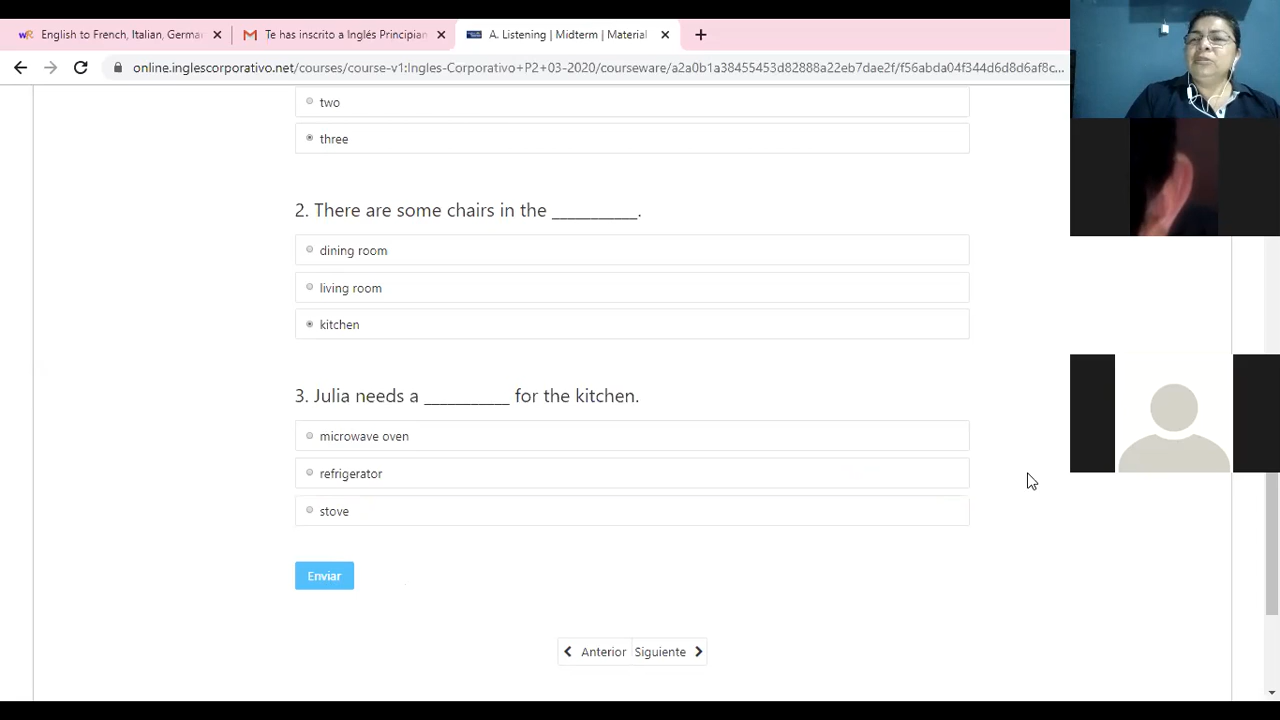 English to French, Italian, Germa
Te has inscrito a Inglés Principian
A. Listening | Midterm | Material
online.inglescorporativo.net/courses/course-v1:Ingles-Corporativo+P2+03-2020/courseware/a2a0b1a38455453d82888a22eb7dae2f/f56abda04f344d6d8d6af8c...
two
three
2. There are some chairs in the ___________.
dining room
living room
kitchen
3. Julia needs a ___________ for the kitchen.
microwave oven
refrigerator
stove
Enviar
Anterior Siguiente